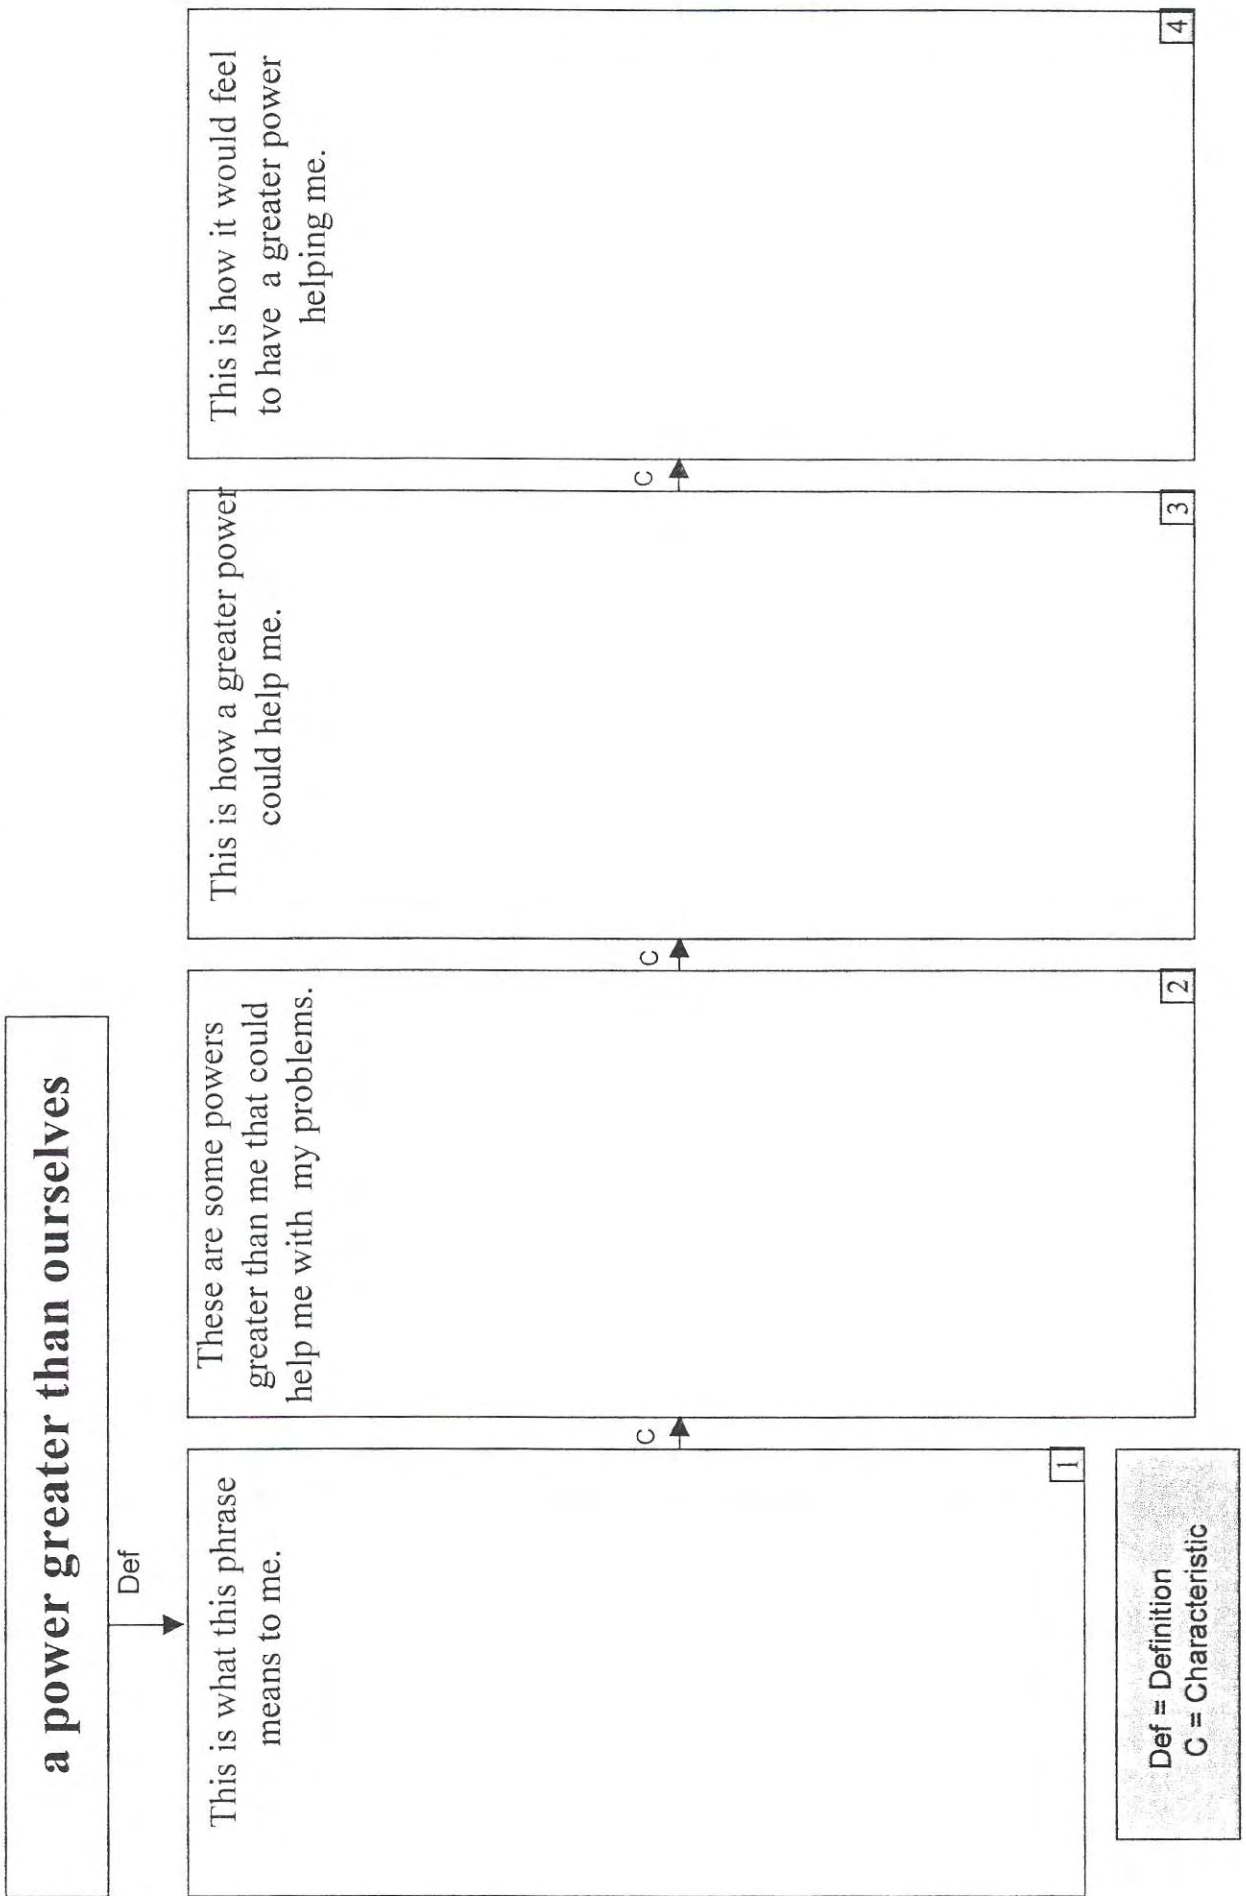 a power greater than ourselves
Def
This is what this phrase
means to me.
1
C
These are some powers
greater than me that could
help me with my problems.
2
C
This is how a greater power
could help me.
3
C
This is how it would feel
to have a greater power
helping me.
4
Def = Definition
C = Characteristic